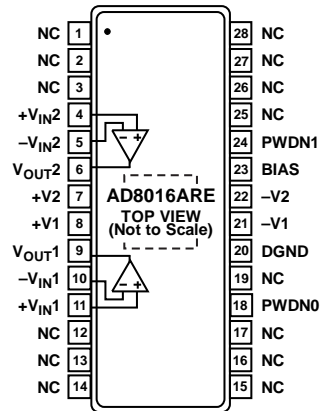 NC 1 28 NC
NC 2 27 NC
NC 3 26 NC
+VIN2 4 25 NC
–VIN2 5 24 PWDN1
VOUT2 6 23 BIAS
+V2 7 22 –V2
+V1 8 21 –V1
VOUT1 9 20 DGND
–VIN1 10 19 NC
+VIN1 11 18 PWDN0
NC 12 17 NC
NC 13 16 NC
NC 14 15 NC
– +
AD8016ARE
TOP VIEW
(Not to Scale)
– +